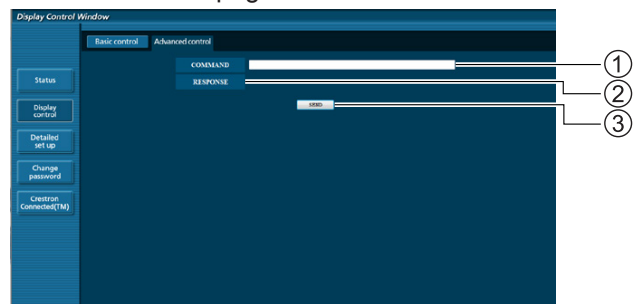 Display Control Window
Basic control Advanced control
COMMAND
RESPONSE
SEND
Status
Display
control
Detailed
set up
Change
password
Crestron
Connected(TM)
1
2
3